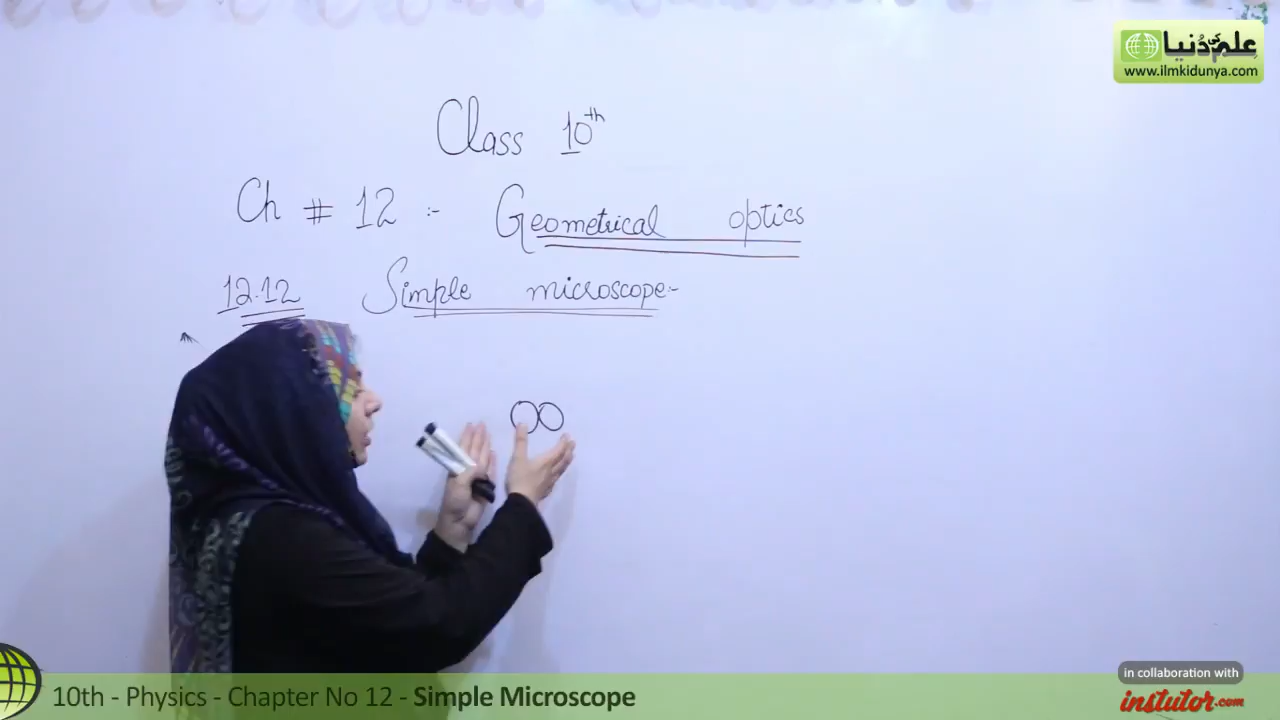 علم کی دُنیا
www.ilmkidunya.com
Class 10th
Ch # 12 :- Geometrical optics
12.12 Simple microscope:-
in collaboration with
instutor.com
10th - Physics - Chapter No 12 - Simple Microscope